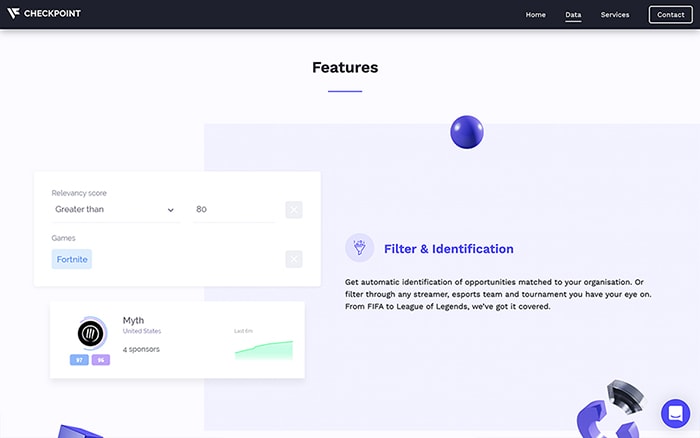 CHECKPOINT
Home
Data
Services
Contact
Features
Relevancy score
Greater than
80
Games
Fortnite
Filter & Identification
Get automatic identification of opportunities matched to your organisation. Or
filter through any streamer, esports team and tournament you have your eye on.
From FIFA to League of Legends, we've got it covered.
Myth
United States
4 sponsors
Last 6m
97
96